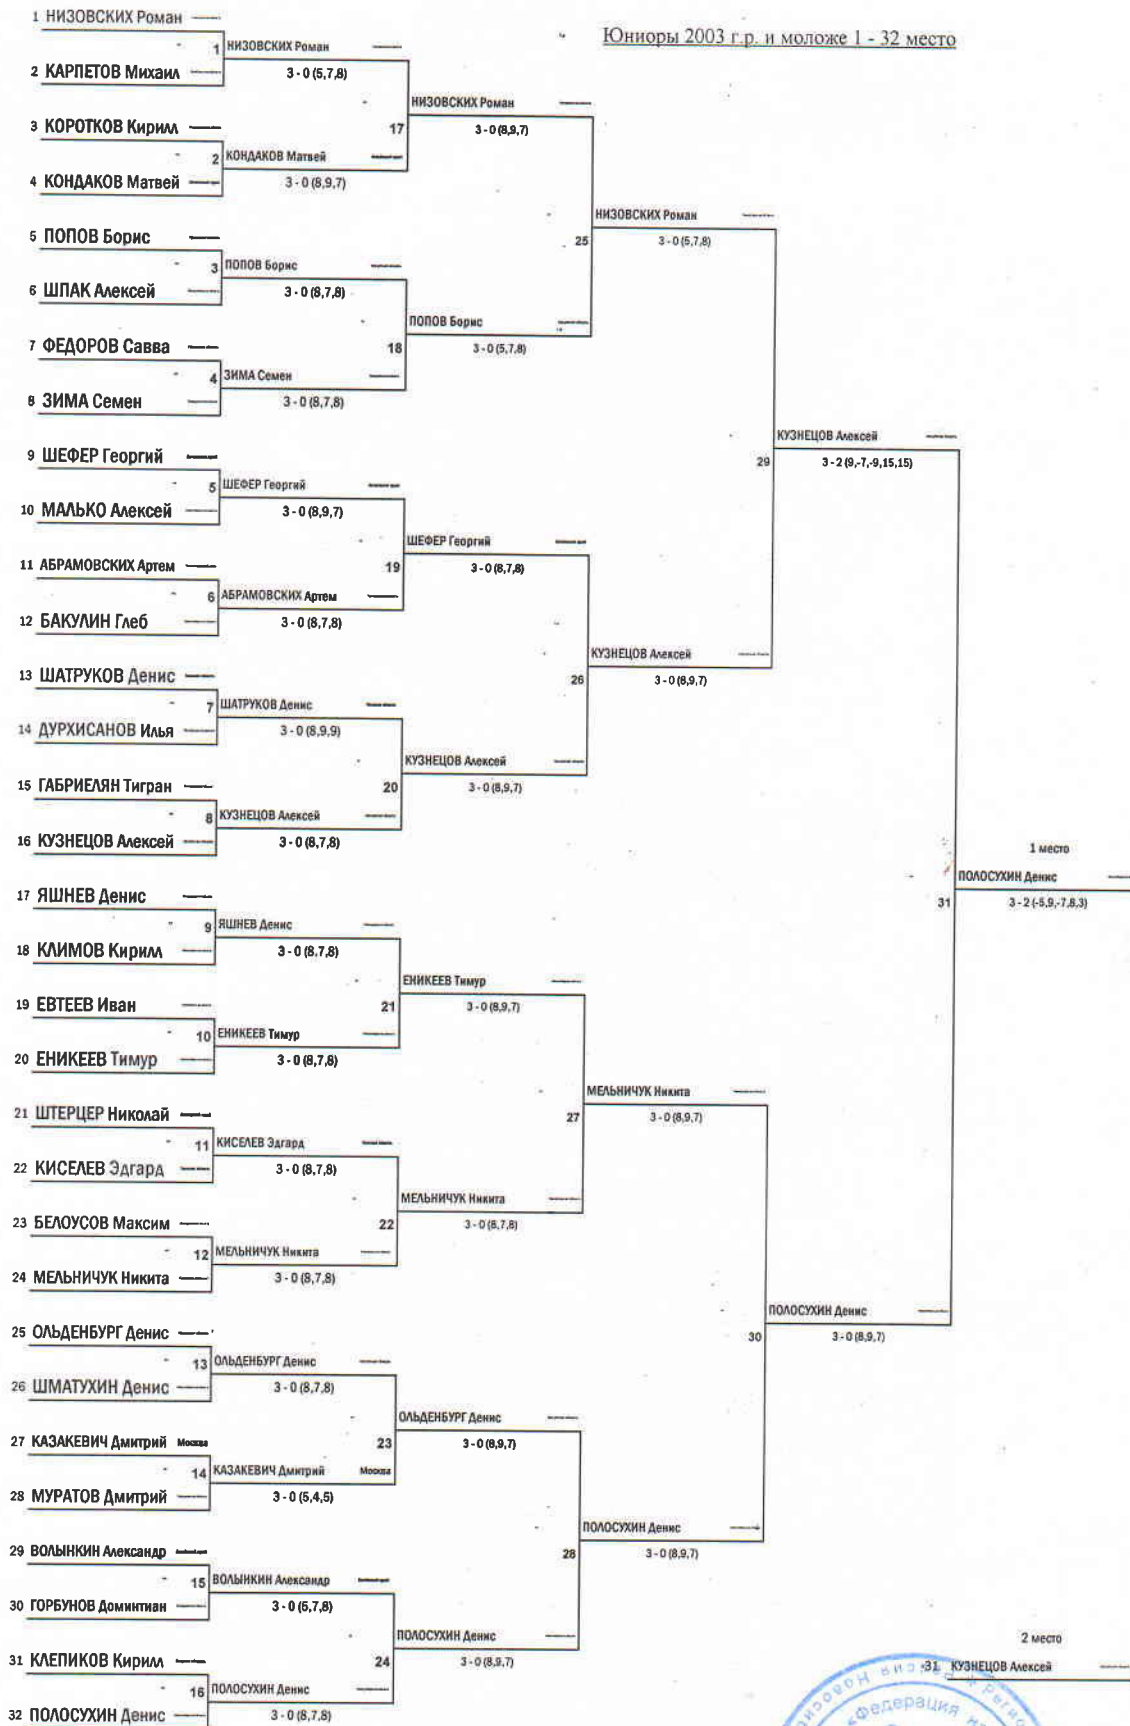 Юниоры 2003 г.р. и моложе 1 - 32 место
1 НИЗОВСКИХ Роман
1 НИЗОВСКИХ Роман
2 КАРПЕТОВ Михаил
3 - 0 (5,7,8)
НИЗОВСКИХ Роман
17 3 - 0 (8,9,7)
3 КОРОТКОВ Кирилл
2 КОНДАКОВ Матвей
4 КОНДАКОВ Матвей
3 - 0 (8,9,7)
НИЗОВСКИХ Роман
25 3 - 0 (5,7,8)
5 ПОПОВ Борис
3 ПОПОВ Борис
6 ШПАК Алексей
3 - 0 (8,7,8)
ПОПОВ Борис
18 3 - 0 (5,7,8)
7 ФЕДОРОВ Савва
4 ЗИМА Семен
8 ЗИМА Семен
3 - 0 (8,7,8)
КУЗНЕЦОВ Алексей
29 3 - 2 (9,-7,-9,15,15)
9 ШЕФЕР Георгий
5 ШЕФЕР Георгий
10 МАЛЬКО Алексей
3 - 0 (8,9,7)
ШЕФЕР Георгий
19 3 - 0 (8,7,8)
11 АБРАМОВСКИХ Артем
6 АБРАМОВСКИХ Артем
12 БАКУЛИН Глеб
3 - 0 (8,7,8)
КУЗНЕЦОВ Алексей
26 3 - 0 (8,9,7)
13 ШАТРУКОВ Денис
7 ШАТРУКОВ Денис
14 ДУРХИСАНОВ Илья
3 - 0 (8,9,9)
КУЗНЕЦОВ Алексей
20 3 - 0 (8,9,7)
15 ГАБРИЕЛЯН Тигран
8 КУЗНЕЦОВ Алексей
16 КУЗНЕЦОВ Алексей
3 - 0 (8,7,8)
1 место
ПОЛОСУХИН Денис
31 3 - 2 (-5,9,-7,8,3)
17 ЯШНЕВ Денис
9 ЯШНЕВ Денис
18 КЛИМОВ Кирилл
3 - 0 (8,7,8)
ЕНИКЕЕВ Тимур
21 3 - 0 (8,9,7)
19 ЕВТЕЕВ Иван
10 ЕНИКЕЕВ Тимур
20 ЕНИКЕЕВ Тимур
3 - 0 (8,7,8)
МЕЛЬНИЧУК Никита
27 3 - 0 (8,9,7)
21 ШТЕРЦЕР Николай
11 КИСЕЛЕВ Эдгард
22 КИСЕЛЕВ Эдгард
3 - 0 (8,7,8)
МЕЛЬНИЧУК Никита
22 3 - 0 (8,7,8)
23 БЕЛОУСОВ Максим
12 МЕЛЬНИЧУК Никита
24 МЕЛЬНИЧУК Никита
3 - 0 (8,7,8)
ПОЛОСУХИН Денис
30 3 - 0 (8,9,7)
25 ОЛЬДЕНБУРГ Денис
13 ОЛЬДЕНБУРГ Денис
26 ШМАТУХИН Денис
3 - 0 (8,7,8)
ОЛЬДЕНБУРГ Денис
23 3 - 0 (8,9,7)
27 КАЗАКЕВИЧ Дмитрий Москва
14 КАЗАКЕВИЧ Дмитрий Москва
28 МУРАТОВ Дмитрий
3 - 0 (5,4,5)
ПОЛОСУХИН Денис
28 3 - 0 (8,9,7)
29 ВОЛЫНКИН Александр
15 ВОЛЫНКИН Александр
30 ГОРБУНОВ Доминтиан
3 - 0 (5,7,8)
ПОЛОСУХИН Денис
24 3 - 0 (8,9,7)
31 КЛЕПИКОВ Кирилл
16 ПОЛОСУХИН Денис
32 ПОЛОСУХИН Денис
3 - 0 (8,7,8)
2 место
-31 КУЗНЕЦОВ Алексей
Федерация